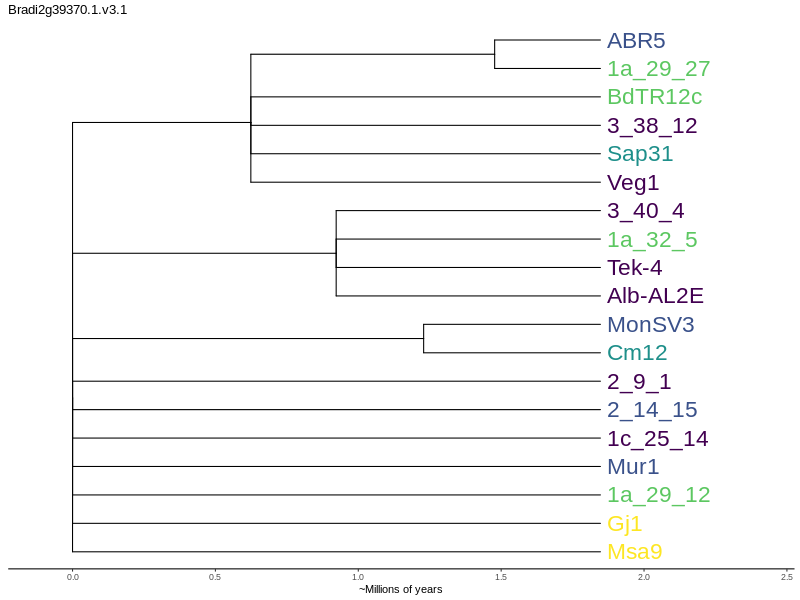 Bradi2g39370.1.v3.1
ABR5
1a_29_27
BdTR12c
3_38_12
Sap31
Veg1
3_40_4
1a_32_5
Tek-4
Alb-AL2E
MonSV3
Cm12
2_9_1
2_14_15
1c_25_14
Mur1
1a_29_12
Gj1
Msa9
0.0 0.5 1.0 1.5 2.0 2.5
~Millions of years